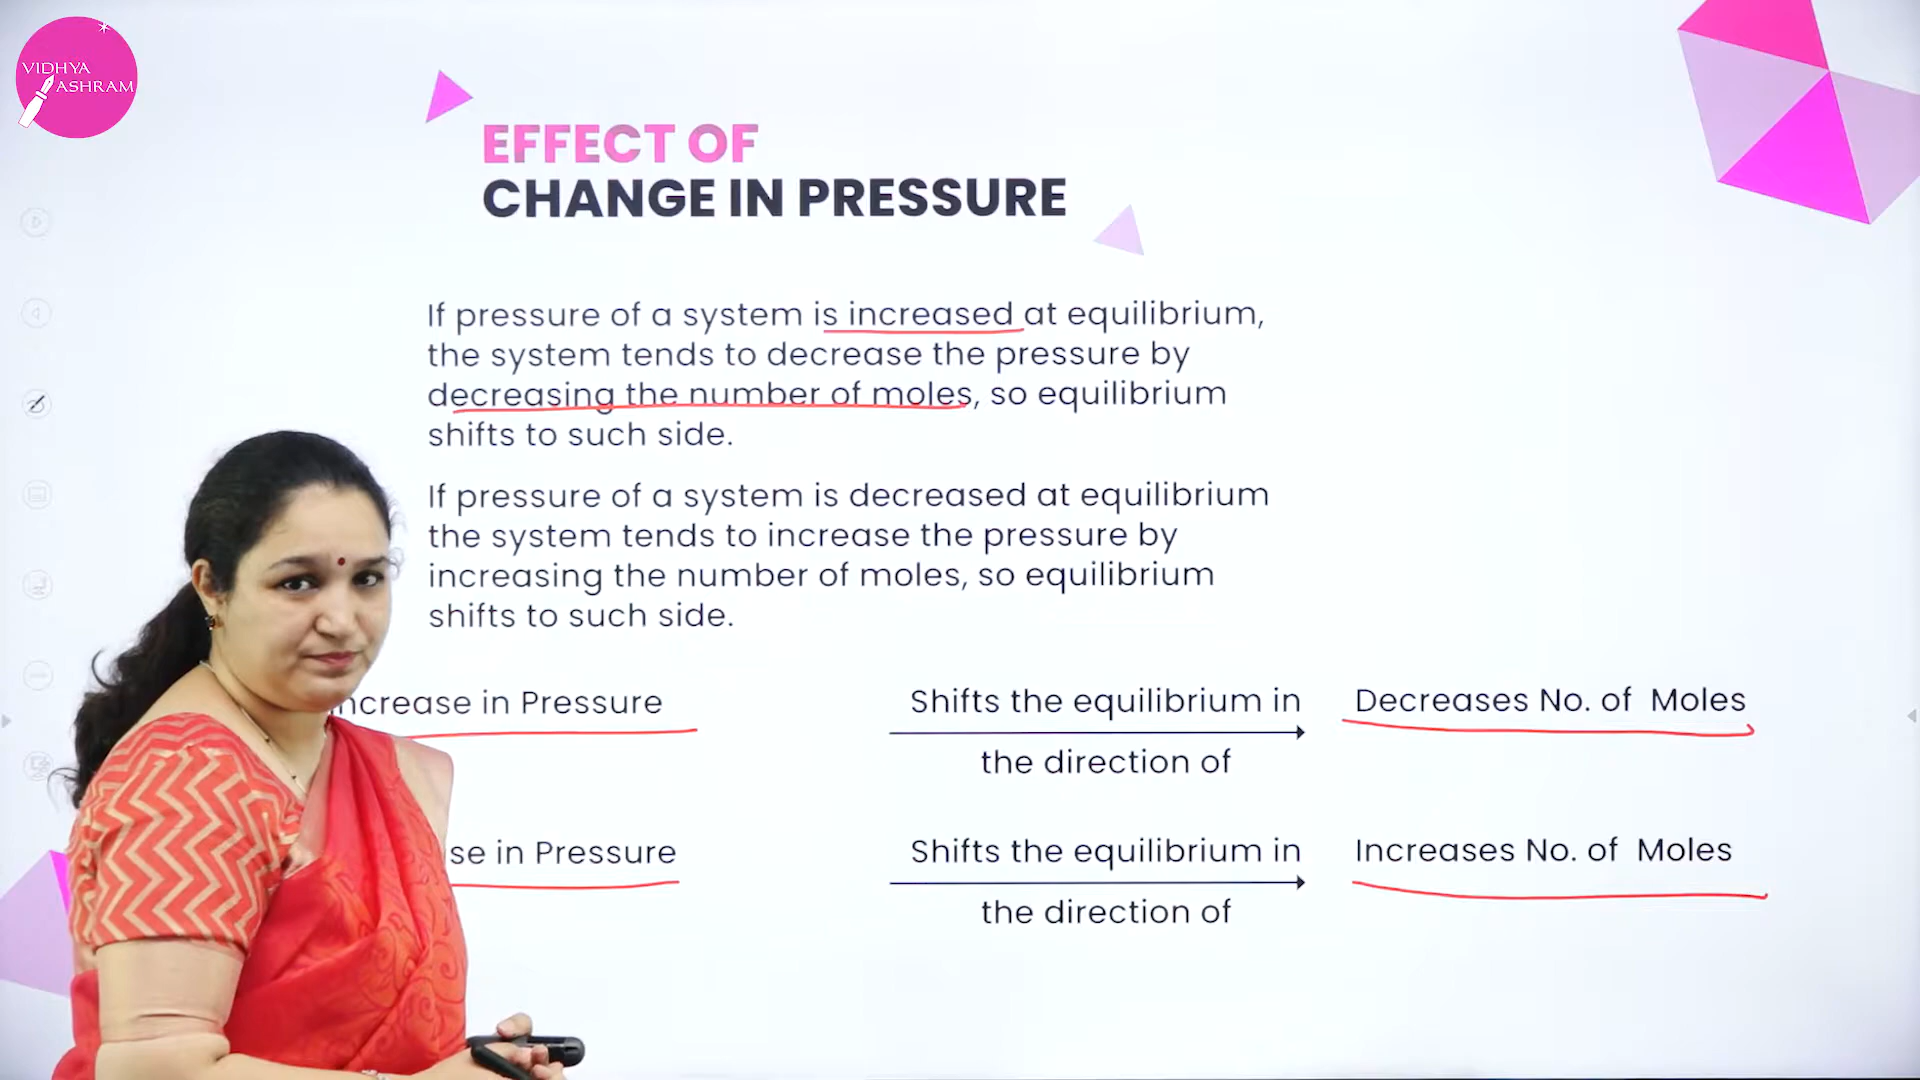 VIDHYA
ASHRAM
EFFECT OF
CHANGE IN PRESSURE
If pressure of a system is increased at equilibrium,
the system tends to decrease the pressure by
decreasing the number of moles, so equilibrium
shifts to such side.
If pressure of a system is decreased at equilibrium
the system tends to increase the pressure by
increasing the number of moles, so equilibrium
shifts to such side.
ncrease in Pressure
Shifts the equilibrium in
the direction of
Decreases No. of Moles
se in Pressure
Shifts the equilibrium in
the direction of
Increases No. of Moles